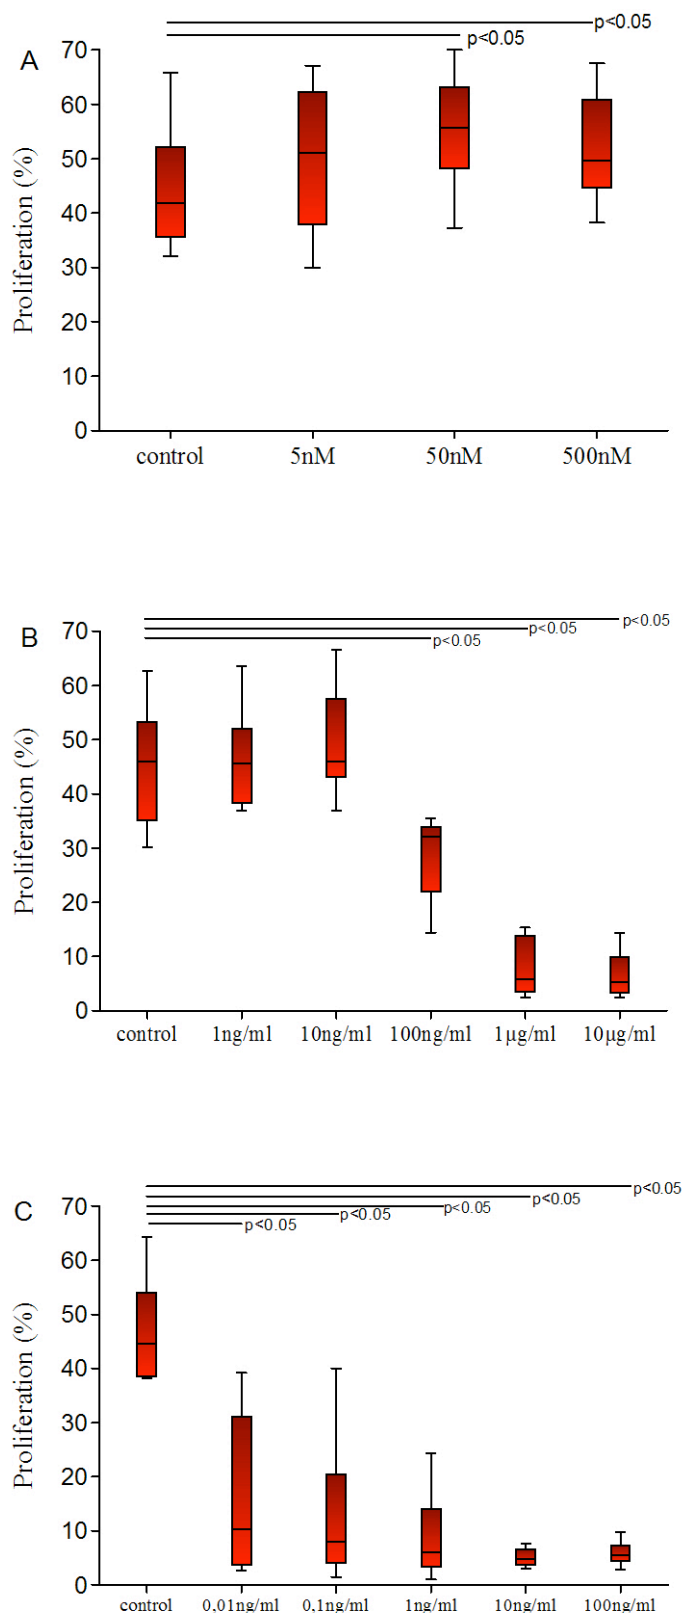 p<0.05
p<0.05
A
70
60
50
40
30
20
10
0
Proliferation (%)
control 5nM 50nM 500nM
p<0.05
p<0.05
p<0.05
B
70
60
50
40
30
20
10
0
Proliferation (%)
control 1ng/ml 10ng/ml 100ng/ml 1µg/ml 10µg/ml
p<0.05
p<0.05
p<0.05
p<0.05
p<0.05
C
70
60
50
40
30
20
10
0
Proliferation (%)
control 0,01ng/ml 0,1ng/ml 1ng/ml 10ng/ml 100ng/ml